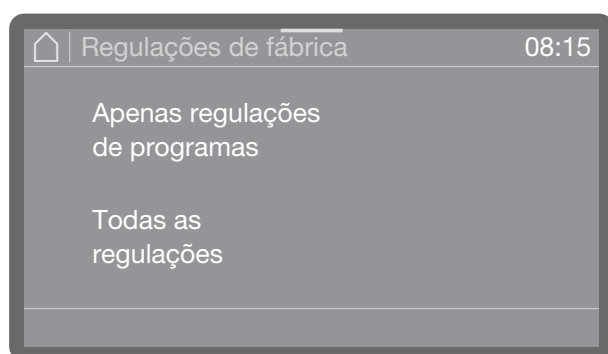 Regulações de fábrica 08:15
Apenas regulações
de programas
Todas as
regulações